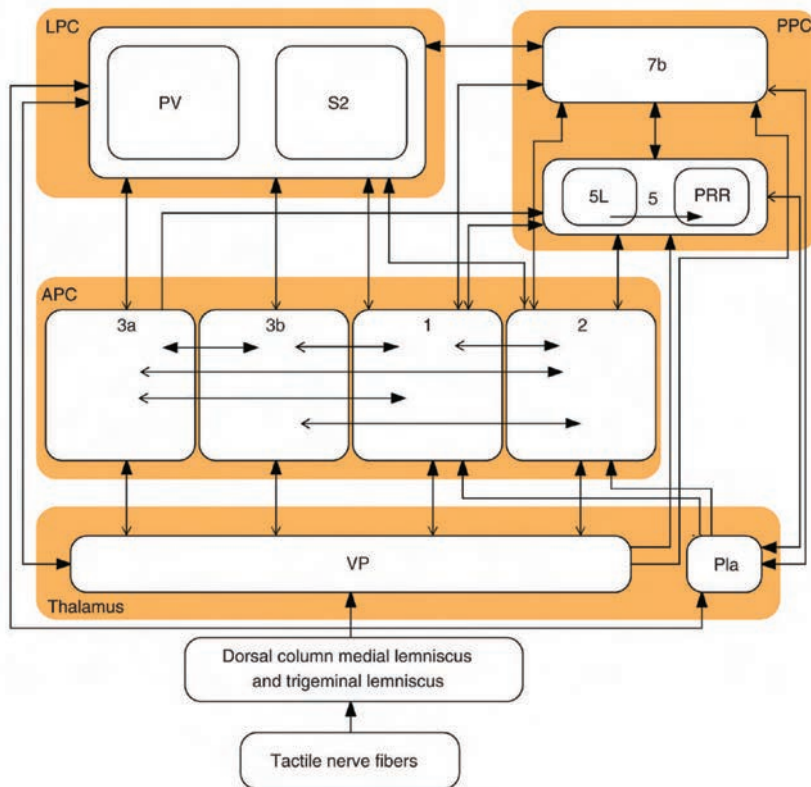 LPC
PPC
7b
PV
S2
5L
5
PRR
APC
3a
3b
1
2
VP
Pla
Thalamus
Dorsal column medial lemniscus
and trigeminal lemniscus
Tactile nerve fibers